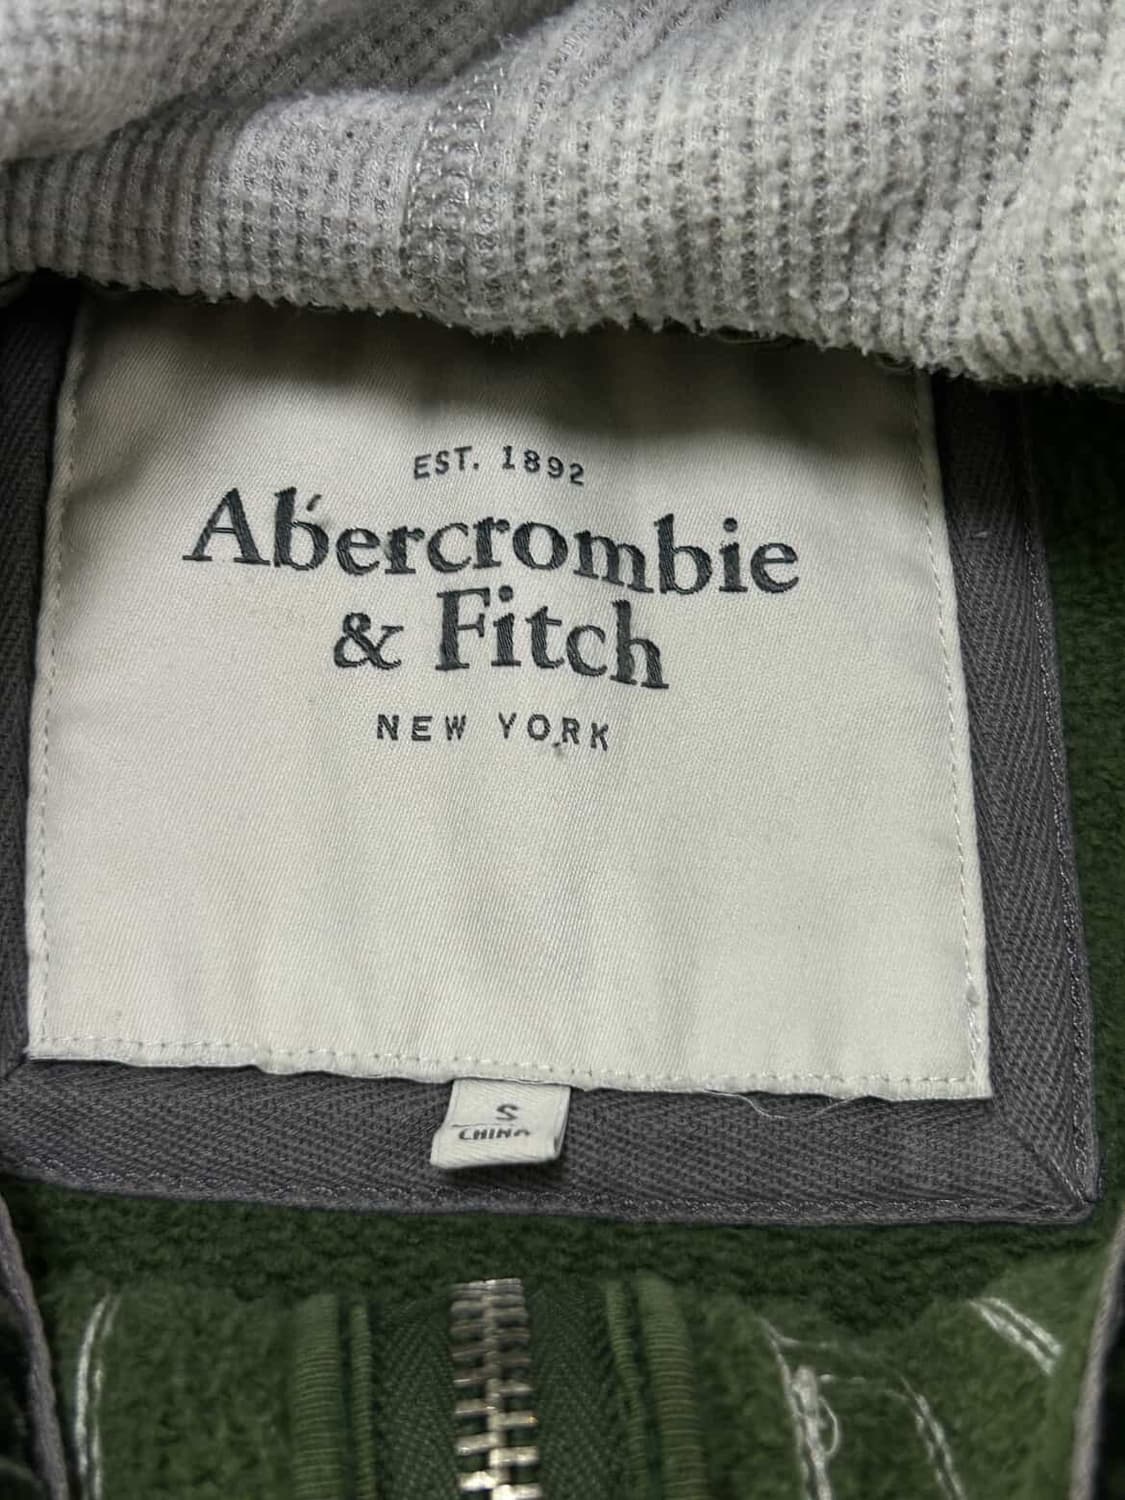 EST. 1892
Abercrombie
& Fitch
NEW YORK
S
CHINA